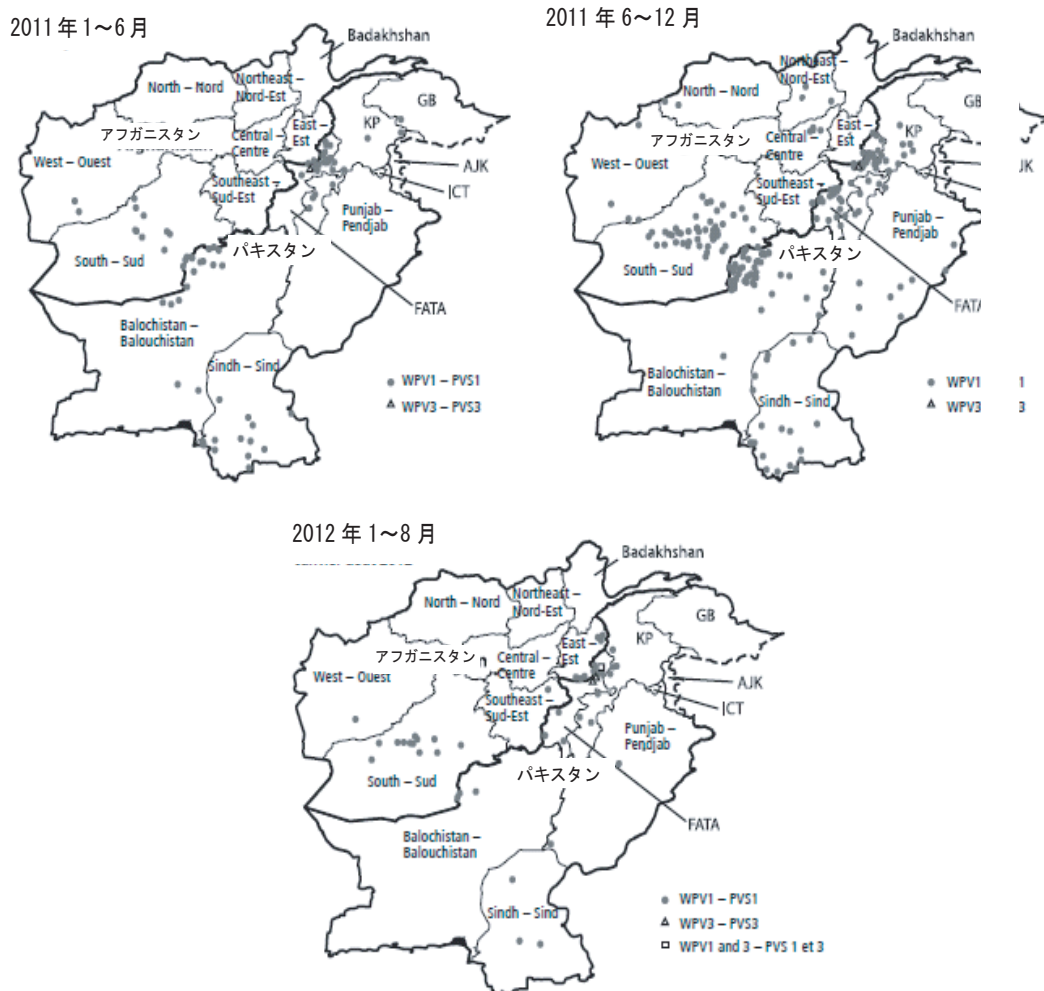 2011年1~6月
Badakhshan
Northeast –
Nord-Est
North – Nord
GB
KP
East –
Est
アフガニスタン
Central –
Centre
West – Ouest
AJK
ICT
Southeast –
Sud-Est
Punjab –
Pendjab
パキスタン
South – Sud
FATA
Balochistan –
Balouchistan
Sindh – Sind
WPV1 – PVS1
WPV3 – PVS3
2011年6~12月
Badakhshan
Northeast –
Nord-Est
North – Nord
GB
KP
East –
Est
アフガニスタン
Central –
Centre
West – Ouest
JK
Southeast –
Sud-Est
Punjab –
Pendjab
パキスタン
South – Sud
FATA
Balochistan –
Balouchistan
Sindh – Sind
WPV1 1
WPV3 3
2012年1~8月
Badakhshan
Northeast –
Nord-Est
North – Nord
GB
KP
East –
Est
アフガニスタン
Central –
Centre
West – Ouest
AJK
ICT
Southeast –
Sud-Est
Punjab –
Pendjab
パキスタン
South – Sud
FATA
Balochistan –
Balouchistan
Sindh – Sind
WPV1 – PVS1
WPV3 – PVS3
WPV1 and 3 – PVS 1 et 3